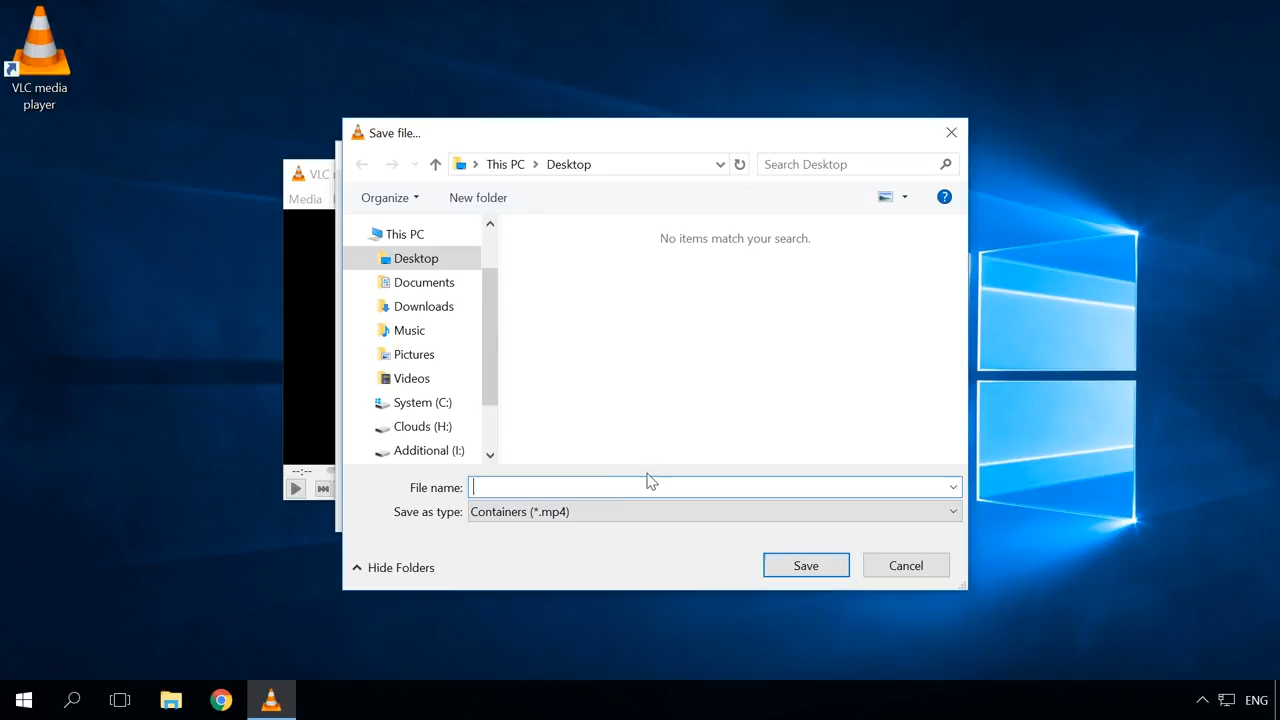 VLC media
player
Save file...
This PC
Desktop
Search Desktop
Organize
New folder
This PC
Desktop
Documents
Downloads
Music
Pictures
Videos
System (C:)
Clouds (H:)
Additional (I:)
No items match your search.
VLC
Media
--:--
File name:
Save as type: Containers (*.mp4)
Hide Folders
Save
Cancel
ENG